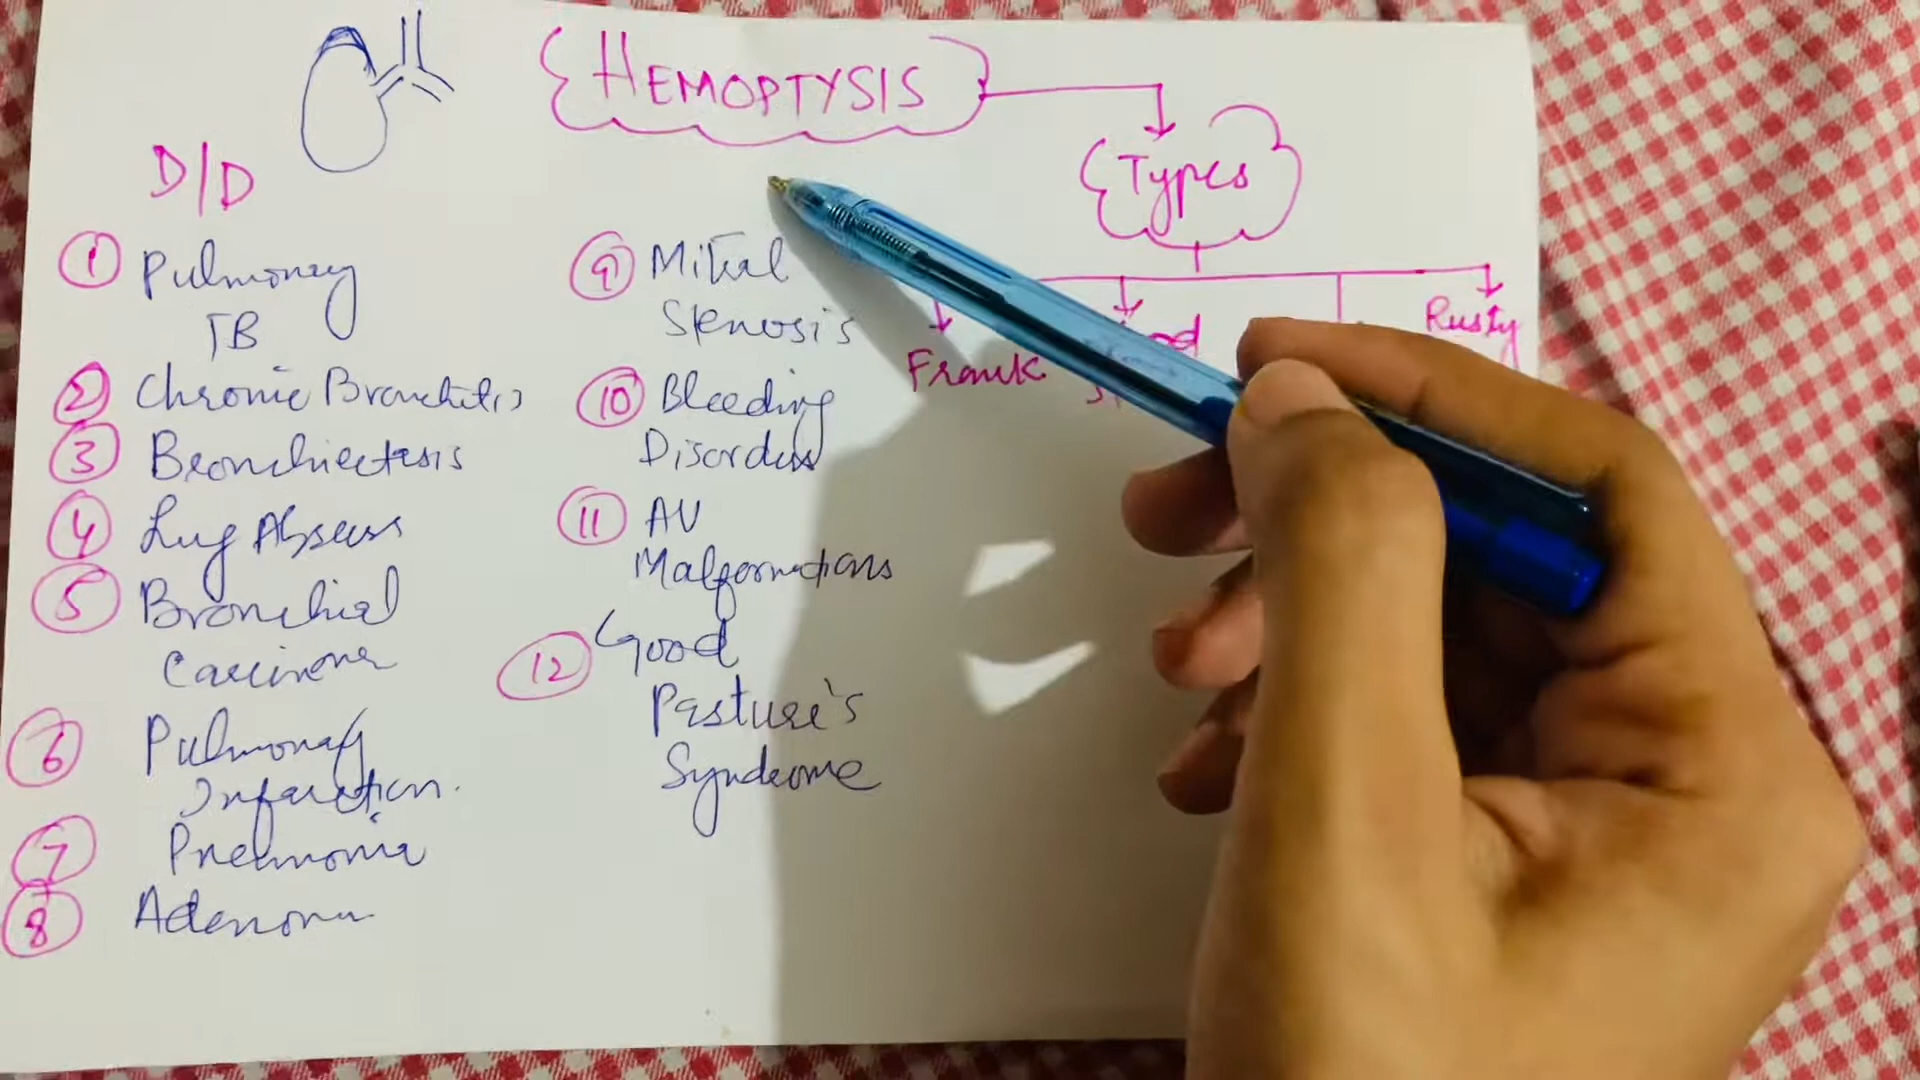 HEMOPTYSIS
Types
D/D
① Pulmonary
TB
② Chronic Bronchitis
③ Bronchiectasis
④ Lung Abscess
⑤ Bronchial
Carcinoma
⑥ Pulmonary
Infarction.
⑦ Pneumonia
⑧ Adenoma
⑨ Mitral
Stenosis
⑩ Bleeding
Disorders
⑪ AV
Malformations
⑫ Good
Pasture's
Syndrome
Frank
Rusty